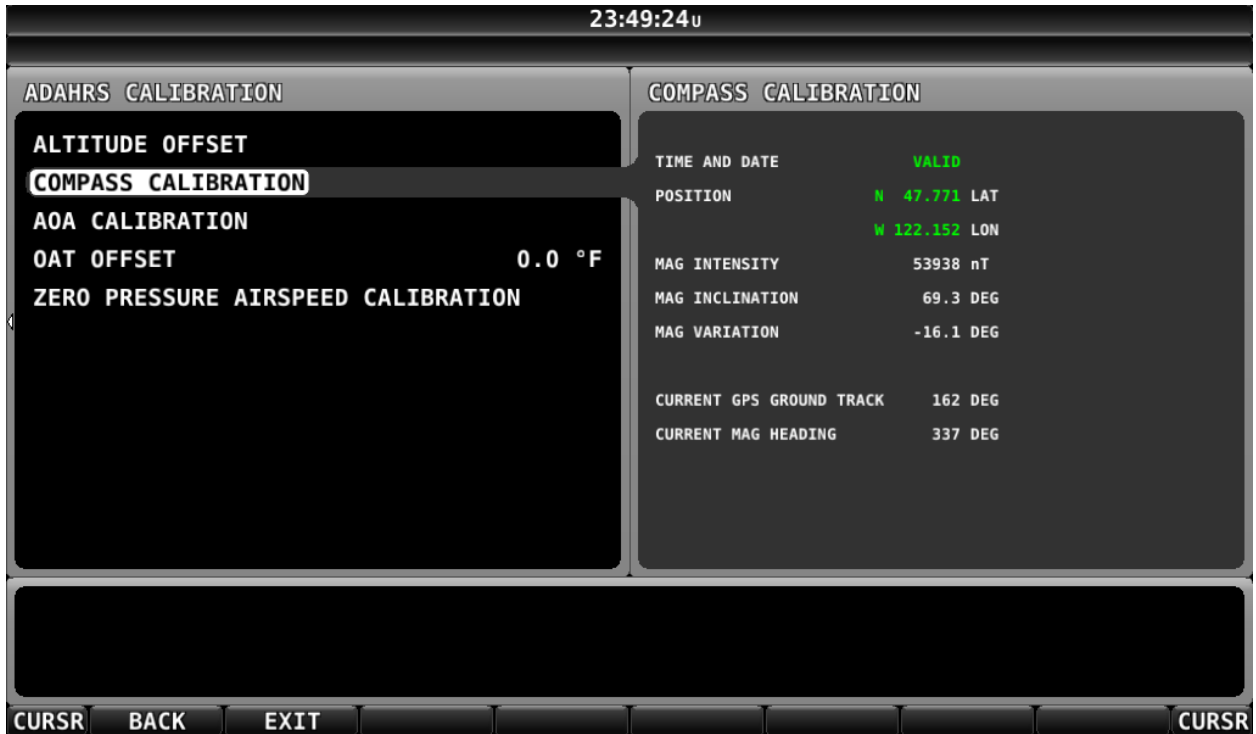 23:49:24U
ADAHRS CALIBRATION
ALTITUDE OFFSET
COMPASS CALIBRATION
AOA CALIBRATION
OAT OFFSET 0.0 °F
ZERO PRESSURE AIRSPEED CALIBRATION
COMPASS CALIBRATION
TIME AND DATE VALID
POSITION N 47.771 LAT
W 122.152 LON
MAG INTENSITY 53938 nT
MAG INCLINATION 69.3 DEG
MAG VARIATION -16.1 DEG
CURRENT GPS GROUND TRACK 162 DEG
CURRENT MAG HEADING 337 DEG
CURSR BACK EXIT CURSR